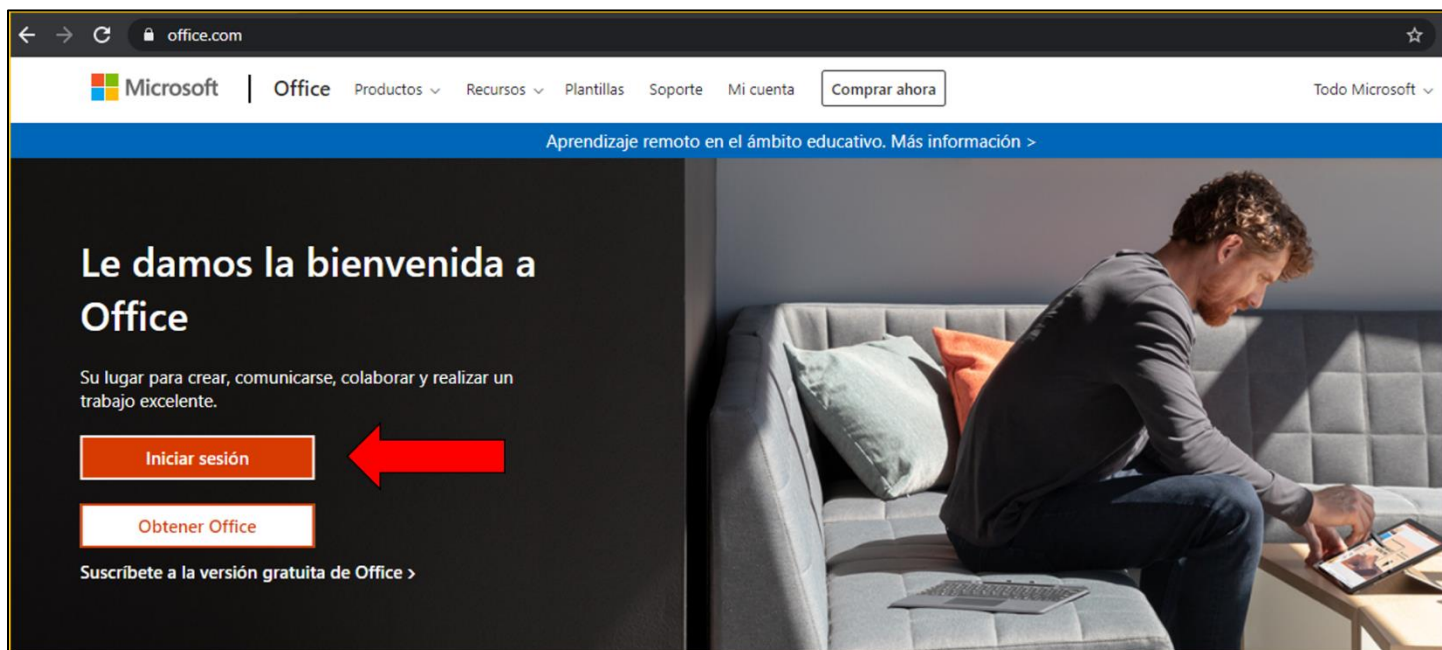 office.com
Microsoft | Office Productos Recursos Plantillas Soporte Mi cuenta Comprar ahora Todo Microsoft
Aprendizaje remoto en el ámbito educativo. Más información >
Le damos la bienvenida a
Office
Su lugar para crear, comunicarse, colaborar y realizar un
trabajo excelente.
Iniciar sesión
Obtener Office
Suscríbete a la versión gratuita de Office >